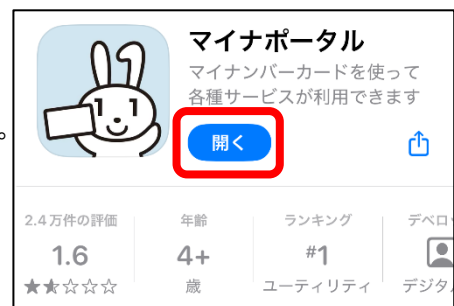 マイナポータル
マイナンバーカードを使って
各種サービスが利用できます
。
開く
2.4万件の評価
年齢
ランキング
デベロ
1.6
4+
#1
★★☆☆☆
歳
ユーティリティ
デジタ